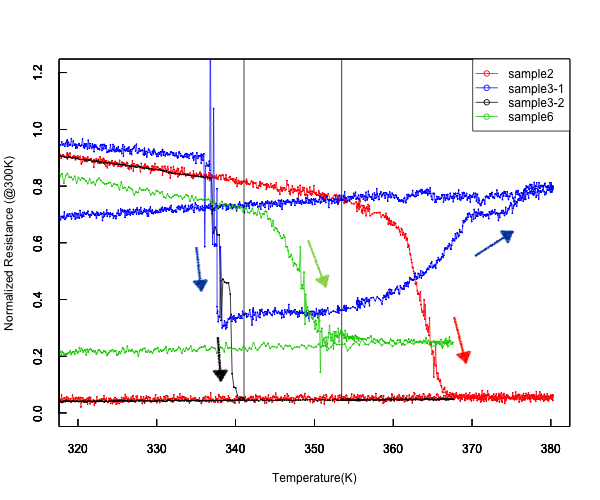 sample2
sample3-1
sample3-2
sample6
Normalized Resistance (@300K)
1.2
1.0
0.8
0.6
0.4
0.2
0.0
320 330 340 350 360 370 380
Temperature(K)